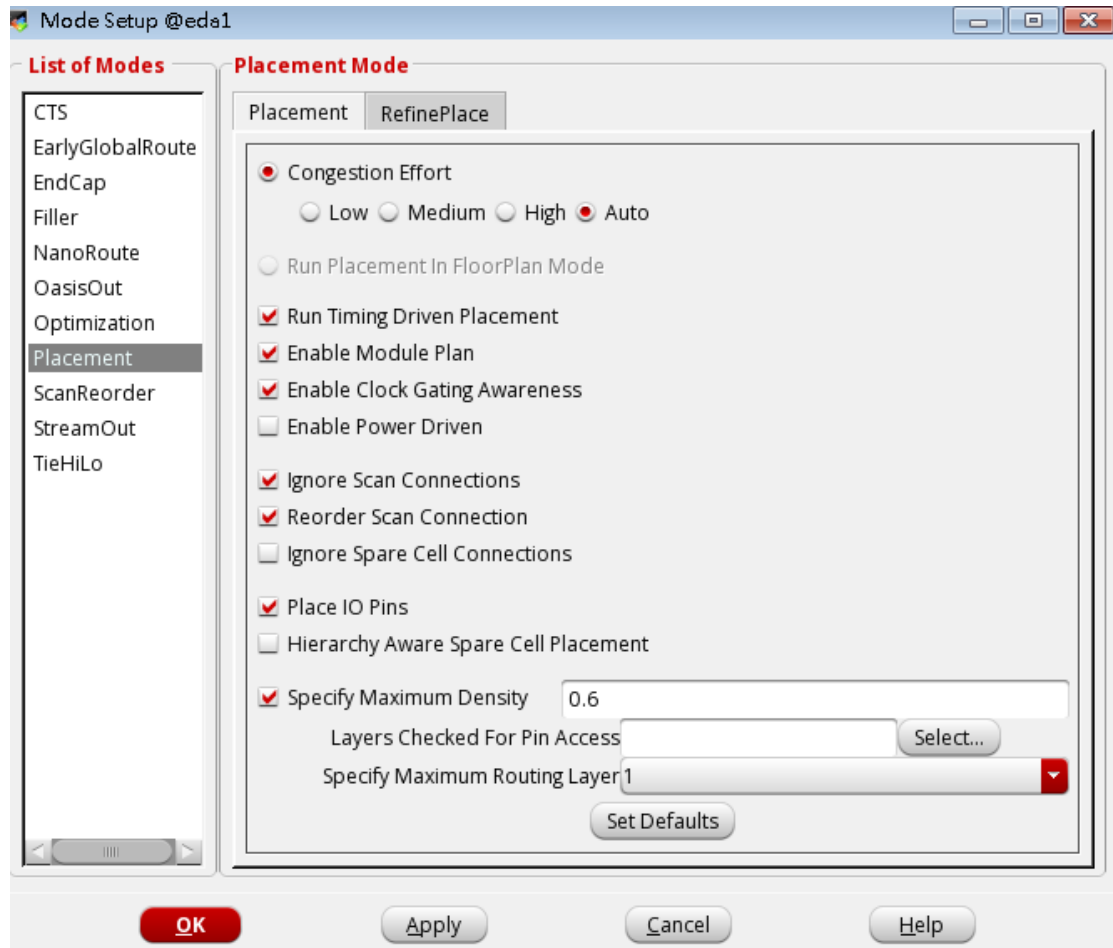 Mode Setup @eda1
List of Modes
CTS
EarlyGlobalRoute
EndCap
Filler
NanoRoute
OasisOut
Optimization
Placement
ScanReorder
StreamOut
TieHiLo
Placement Mode
Placement RefinePlace
Congestion Effort
Low Medium High Auto
Run Placement In FloorPlan Mode
Run Timing Driven Placement
Enable Module Plan
Enable Clock Gating Awareness
Enable Power Driven
Ignore Scan Connections
Reorder Scan Connection
Ignore Spare Cell Connections
Place IO Pins
Hierarchy Aware Spare Cell Placement
Specify Maximum Density 0.6
Layers Checked For Pin Access Select...
Specify Maximum Routing Layer 1
Set Defaults
OK Apply Cancel Help